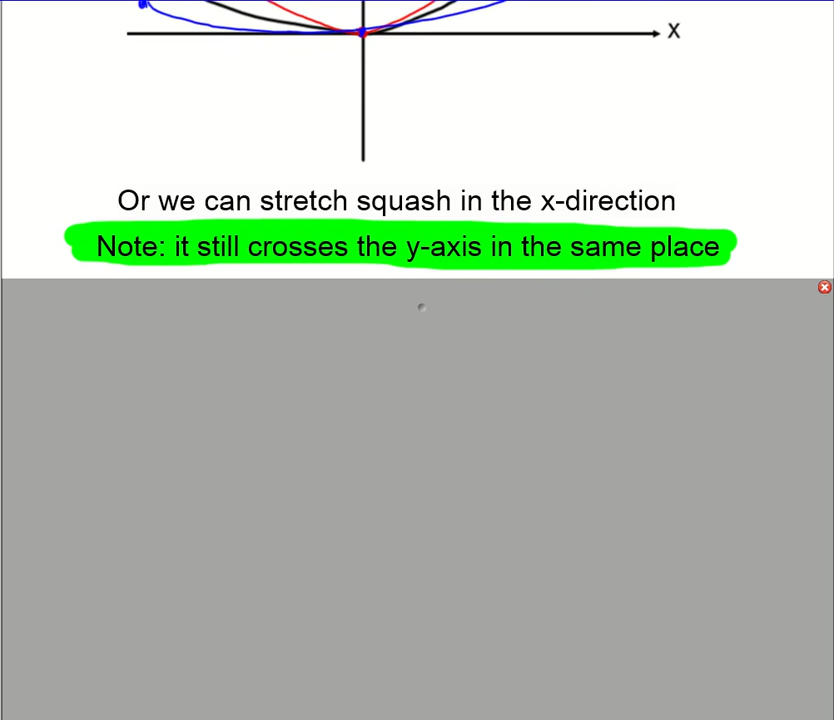 X
Or we can stretch squash in the x-direction
Note: it still crosses the y-axis in the same place